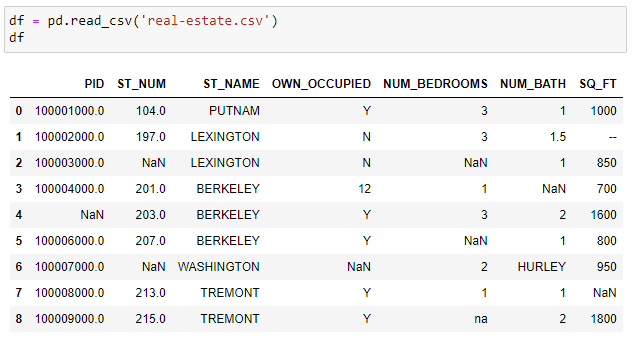 df = pd.read_csv('real-estate.csv')
df
PID ST_NUM ST_NAME OWN_OCCUPIED NUM_BEDROOMS NUM_BATH SQ_FT
0 100001000.0 104.0 PUTNAM Y 3 1 1000
1 100002000.0 197.0 LEXINGTON N 3 1.5 --
2 100003000.0 NaN LEXINGTON N NaN 1 850
3 100004000.0 201.0 BERKELEY 12 1 NaN 700
4 NaN 203.0 BERKELEY Y 3 2 1600
5 100006000.0 207.0 BERKELEY Y NaN 1 800
6 100007000.0 NaN WASHINGTON NaN 2 HURLEY 950
7 100008000.0 213.0 TREMONT Y 1 1 NaN
8 100009000.0 215.0 TREMONT Y na 2 1800